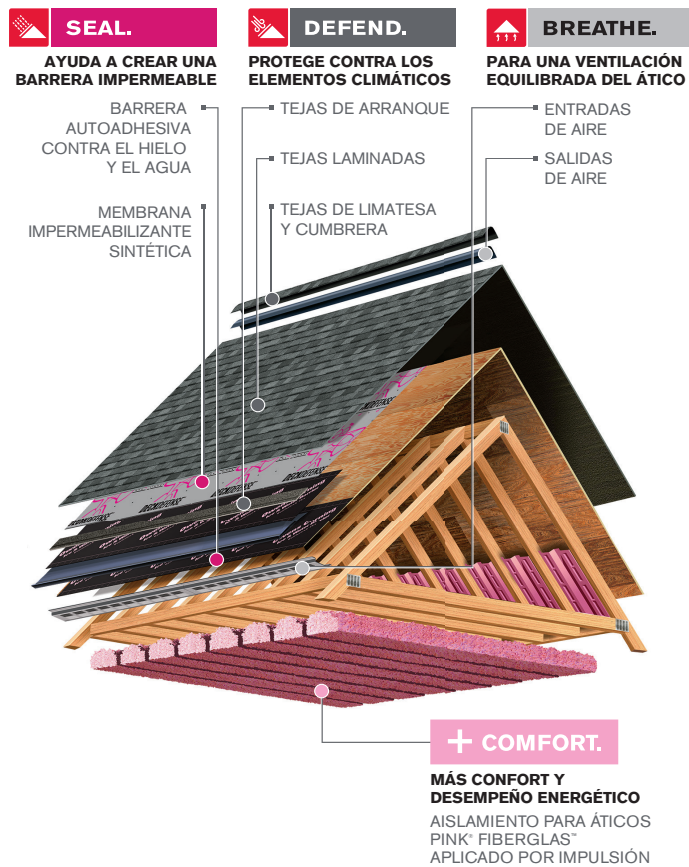 SEAL.
AYUDA A CREAR UNA
BARRERA IMPERMEABLE
BARRERA
AUTOADHESIVA
CONTRA EL HIELO
Y EL AGUA
MEMBRANA
IMPERMEABILIZANTE
SINTÉTICA
DEFEND.
PROTEGE CONTRA LOS
ELEMENTOS CLIMÁTICOS
TEJAS DE ARRANQUE
TEJAS LAMINADAS
TEJAS DE LIMATESA
Y CUMBRERA
BREATHE.
PARA UNA VENTILACIÓN
EQUILIBRADA DEL ÁTICO
ENTRADAS
DE AIRE
SALIDAS
DE AIRE
DECKDEFENSE
DECKDEFENSE
+ COMFORT.
MÁS CONFORT Y
DESEMPEÑO ENERGÉTICO
AISLAMIENTO PARA ÁTICOS
PINK® FIBERGLAS™
APLICADO POR IMPULSIÓN